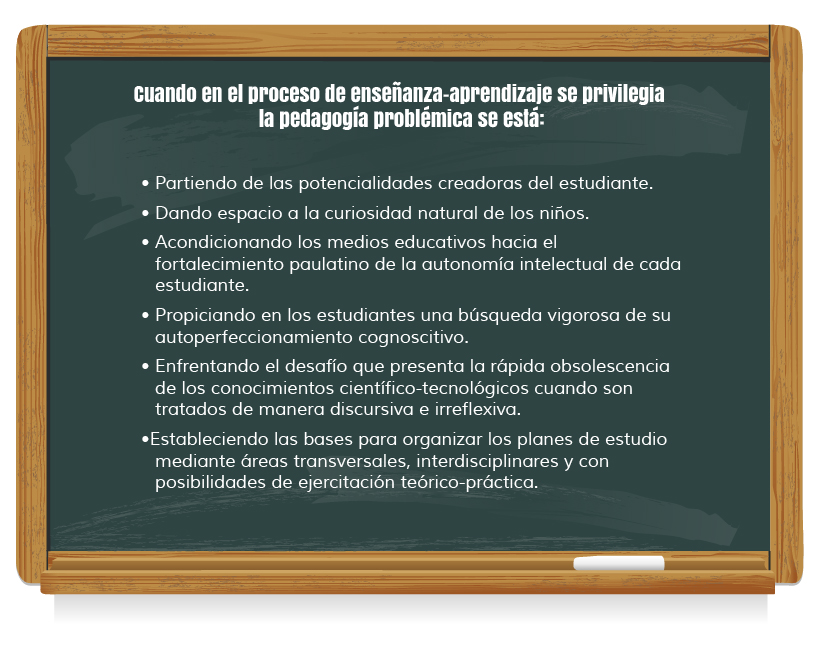 Cuando en el proceso de enseñanza-aprendizaje se privilegia
la pedagogía problémica se está:
• Partiendo de las potencialidades creadoras del estudiante.
• Dando espacio a la curiosidad natural de los niños.
• Acondicionando los medios educativos hacia el
fortalecimiento paulatino de la autonomía intelectual de cada
estudiante.
• Propiciando en los estudiantes una búsqueda vigorosa de su
autoperfeccionamiento cognoscitivo.
• Enfrentando el desafío que presenta la rápida obsolescencia
de los conocimientos científico-tecnológicos cuando son
tratados de manera discursiva e irreflexiva.
•Estableciendo las bases para organizar los planes de estudio
mediante áreas transversales, interdisciplinares y con
posibilidades de ejercitación teórico-práctica.